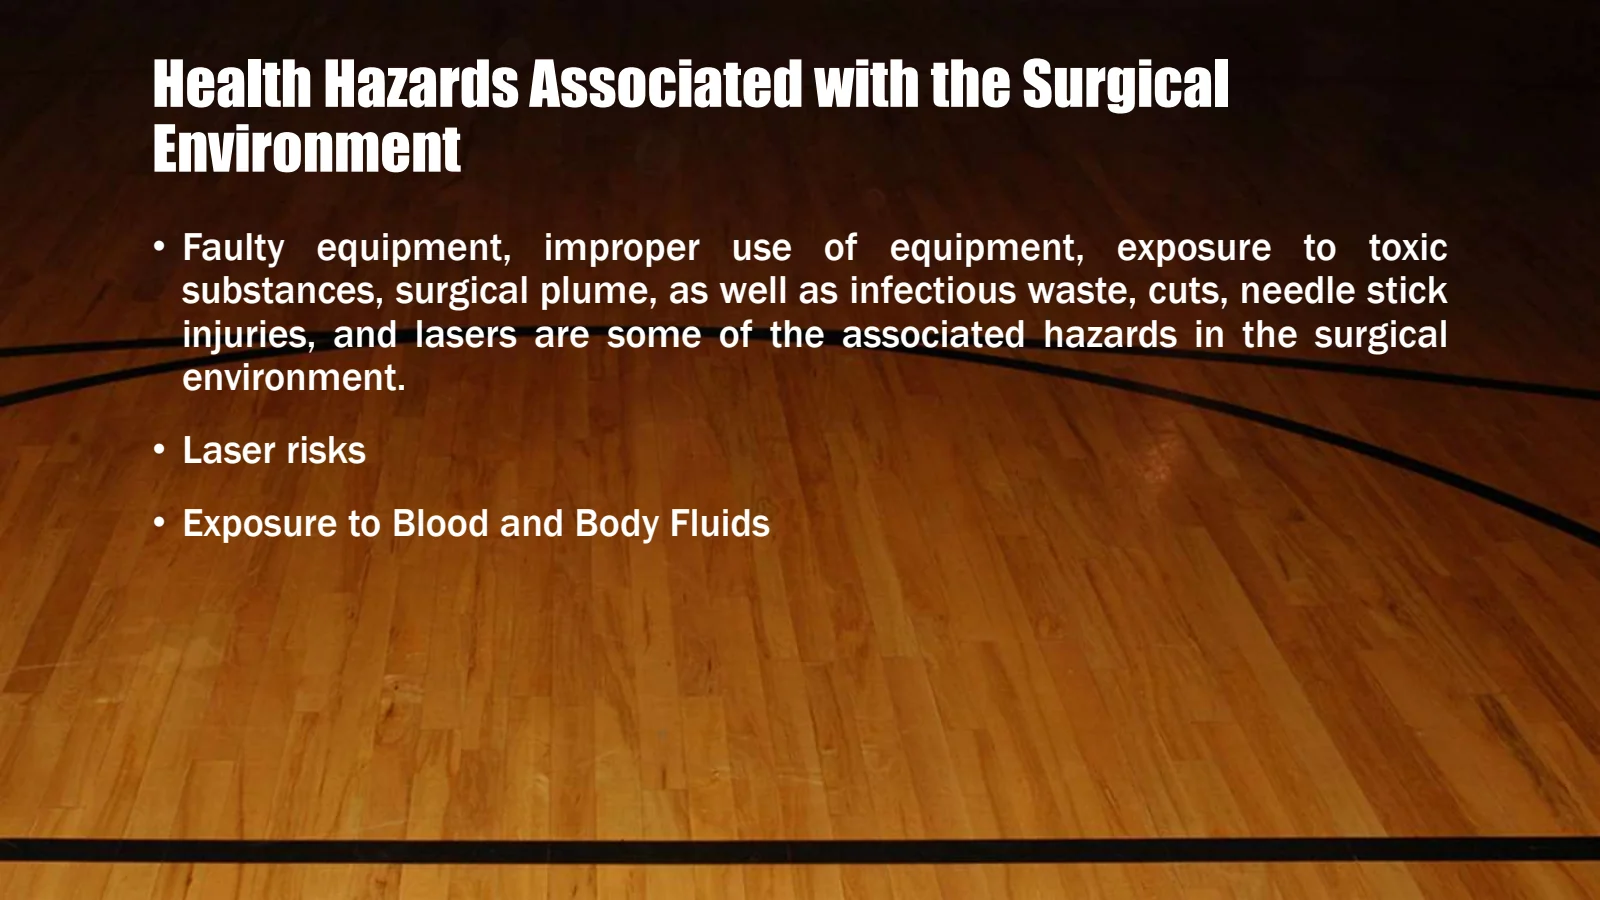 Health Hazards Associated with the Surgical
Environment
• Faulty equipment, improper use of equipment, exposure to toxic
substances, surgical plume, as well as infectious waste, cuts, needle stick
injuries, and lasers are some of the associated hazards in the surgical
environment.
• Laser risks
• Exposure to Blood and Body Fluids